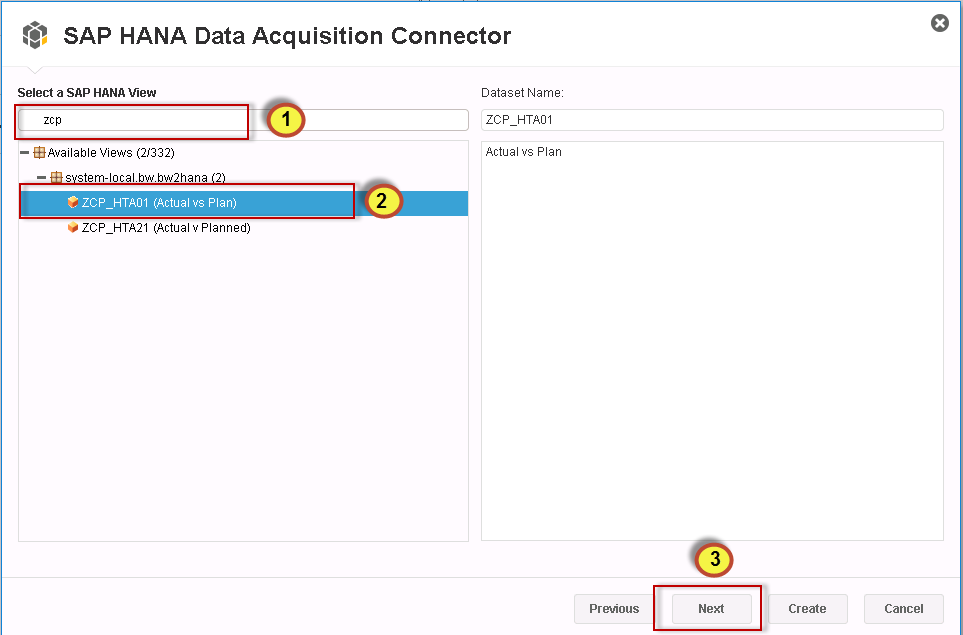 SAP HANA Data Acquisition Connector
Select a SAP HANA View
zcp
1
Available Views (2/332)
system-local.bw.bw2hana (2)
ZCP_HTA01 (Actual vs Plan)
2
ZCP_HTA21 (Actual v Planned)
Dataset Name:
ZCP_HTA01
Actual vs Plan
3
Previous Next Create Cancel